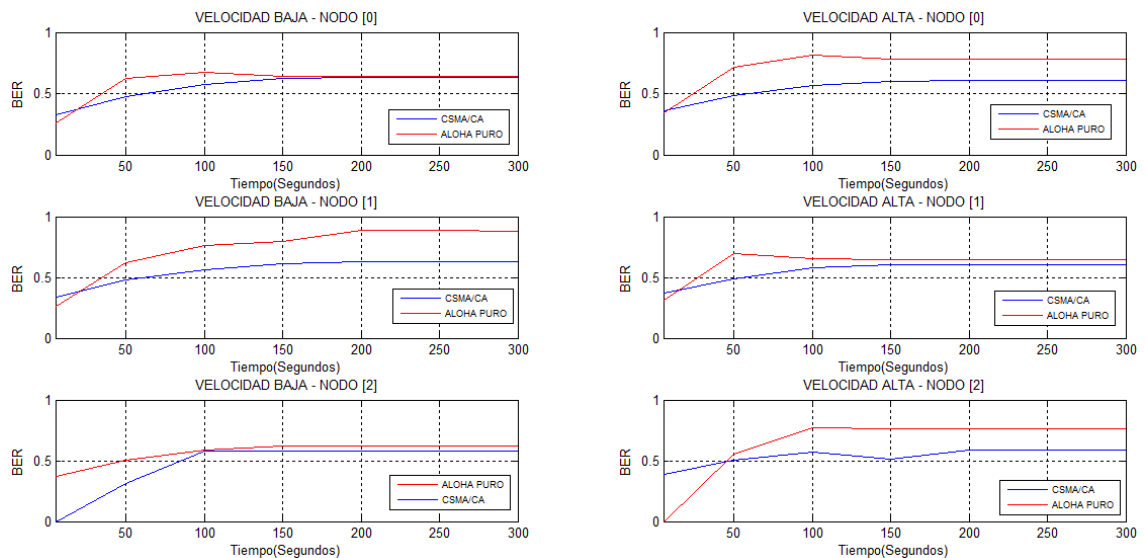 VELOCIDAD BAJA - NODO [0]
1
0.5
0
BER
CSMA/CA
ALOHA PURO
50 100 150 200 250 300
Tiempo(Segundos)
VELOCIDAD ALTA - NODO [0]
1
0.5
0
BER
CSMA/CA
ALOHA PURO
50 100 150 200 250 300
Tiempo(Segundos)
VELOCIDAD BAJA - NODO [1]
1
0.5
0
BER
CSMA/CA
ALOHA PURO
50 100 150 200 250 300
Tiempo(Segundos)
VELOCIDAD ALTA - NODO [1]
1
0.5
0
BER
CSMA/CA
ALOHA PURO
50 100 150 200 250 300
Tiempo(Segundos)
VELOCIDAD BAJA - NODO [2]
1
0.5
0
BER
ALOHA PURO
CSMA/CA
50 100 150 200 250 300
Tiempo(Segundos)
VELOCIDAD ALTA - NODO [2]
1
0.5
0
BER
CSMA/CA
ALOHA PURO
50 100 150 200 250 300
Tiempo(Segundos)